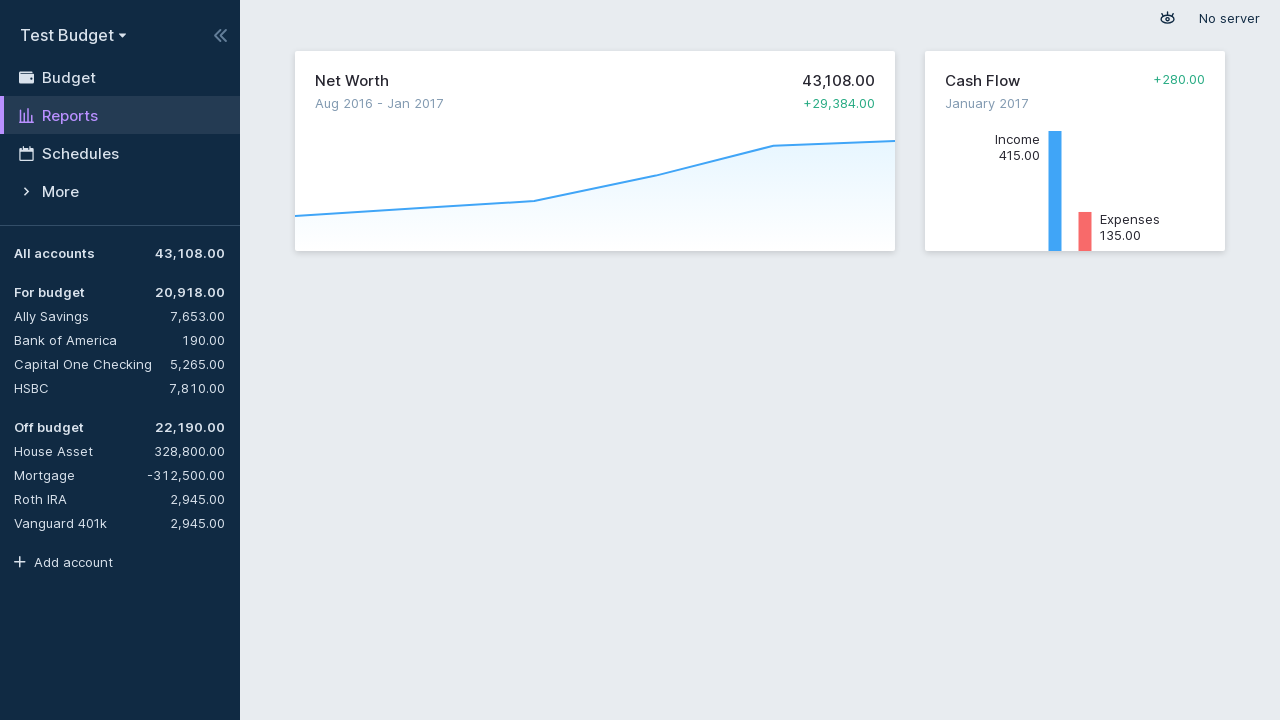 Test Budget
Budget
Reports
Schedules
More
All accounts 43,108.00
For budget 20,918.00
Ally Savings 7,653.00
Bank of America 190.00
Capital One Checking 5,265.00
HSBC 7,810.00
Off budget 22,190.00
House Asset 328,800.00
Mortgage -312,500.00
Roth IRA 2,945.00
Vanguard 401k 2,945.00
Add account
No server
Net Worth 43,108.00
Aug 2016 - Jan 2017 +29,384.00
Cash Flow +280.00
January 2017
Income
415.00
Expenses
135.00